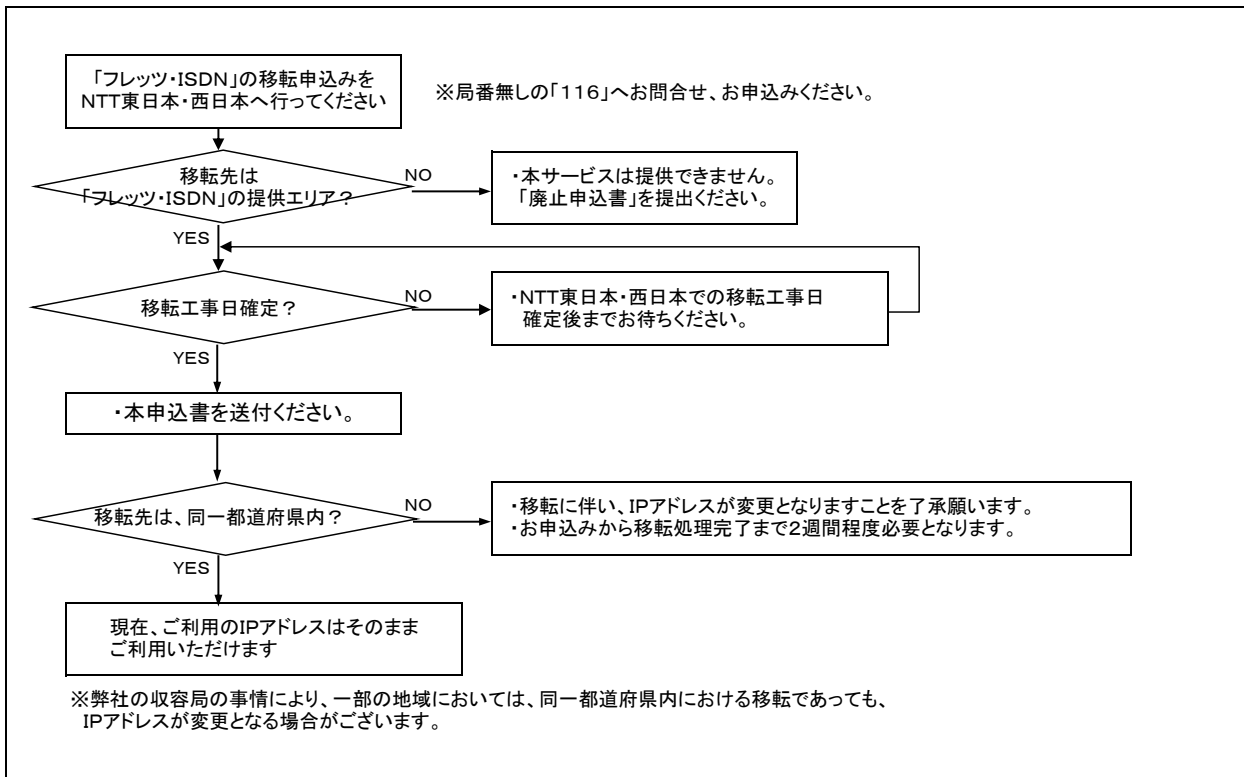 「フレッツ・ISDN」の移転申込みを
NTT東日本・西日本へ行ってください
※局番無しの「116」へお問合せ、お申込みください。
移転先は
「フレッツ・ISDN」の提供エリア？
NO
・本サービスは提供できません。
「廃止申込書」を提出ください。
YES
移転工事日確定？
NO
・NTT東日本・西日本での移転工事日
確定後までお待ちください。
YES
・本申込書を送付ください。
移転先は、同一都道府県内？
NO
・移転に伴い、IPアドレスが変更となりますことを了承願います。
・お申込みから移転処理完了まで2週間程度必要となります。
YES
現在、ご利用のIPアドレスはそのまま
ご利用いただけます
※弊社の収容局の事情により、一部の地域においては、同一都道府県内における移転であっても、
IPアドレスが変更となる場合がございます。